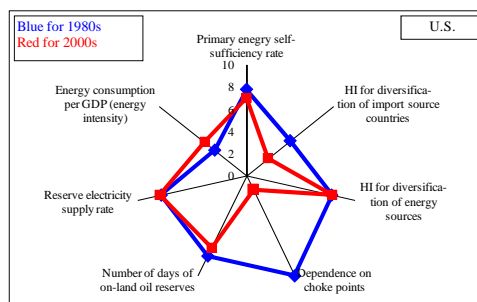 Blue for 1980s
Red for 2000s
U.S.
Primary enegry self-
sufficiency rate
10
8
6
4
2
0
HI for diversifica-
tion of import source
countries
HI for diversifica-
tion of energy
sources
Dependence on
choke points
Number of days of
on-land oil reserves
Reserve electricity
supply rate
Energy consumption
per GDP (energy
intensity)